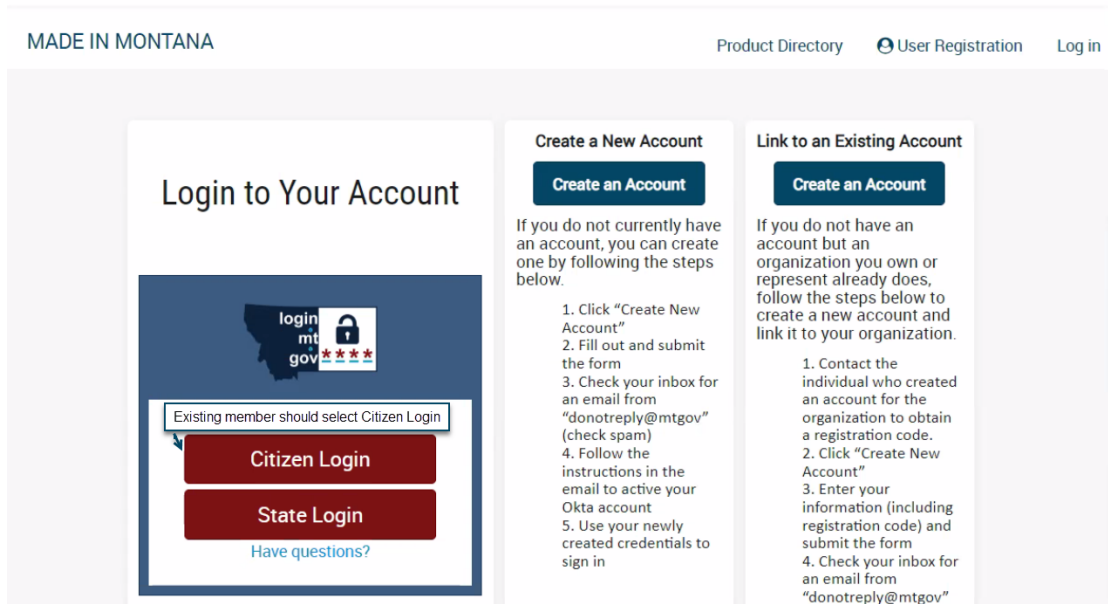 MADE IN MONTANA
Product Directory
User Registration
Log in
Login to Your Account
login
mt
gov
****
Existing member should select Citizen Login
Citizen Login
State Login
Have questions?
Create a New Account
Create an Account
If you do not currently have
an account, you can create
one by following the steps
below.
1. Click “Create New
Account”
2. Fill out and submit
the form
3. Check your inbox for
an email from
“donotreply@mtgov”
(check spam)
4. Follow the
instructions in the
email to active your
Okta account
5. Use your newly
created credentials to
sign in
Link to an Existing Account
Create an Account
If you do not have an
account but an
organization you own or
represent already does,
follow the steps below to
create a new account and
link it to your organization.
1. Contact the
individual who created
an account for the
organization to obtain
a registration code.
2. Click “Create New
Account”
3. Enter your
information (including
registration code) and
submit the form
4. Check your inbox for
an email from
“donotreply@mtgov”